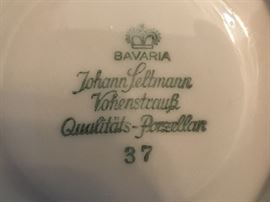 BAVARIA
Johann Seltmann
Vohenstrauß
Qualitäts-Porzellan
37